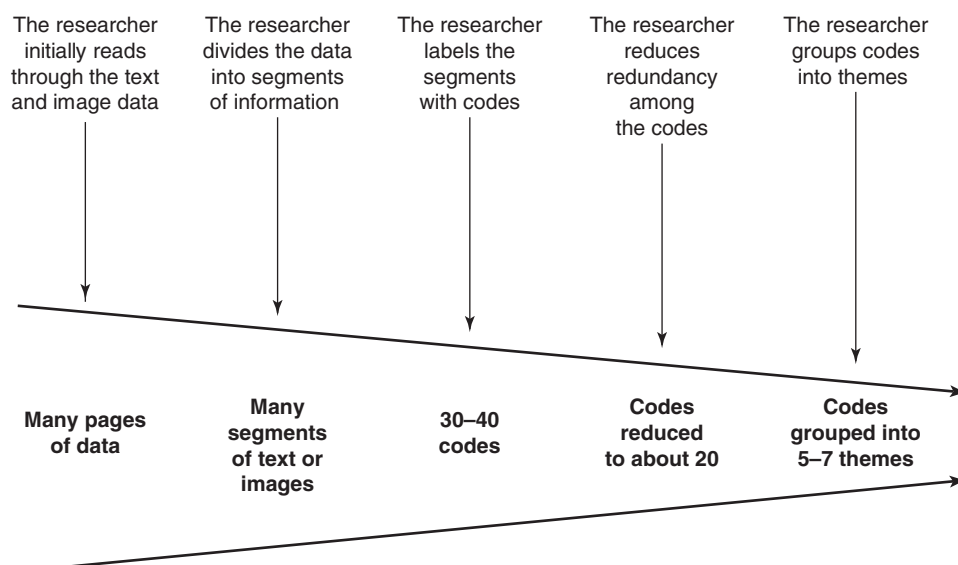 The researcher
initially reads
through the text
and image data
The researcher
divides the data
into segments
of information
The researcher
labels the
segments
with codes
The researcher
reduces
redundancy
among
the codes
The researcher
groups codes
into themes
Many pages
of data
Many
segments
of text or
images
30–40
codes
Codes
reduced
to about 20
Codes
grouped into
5–7 themes